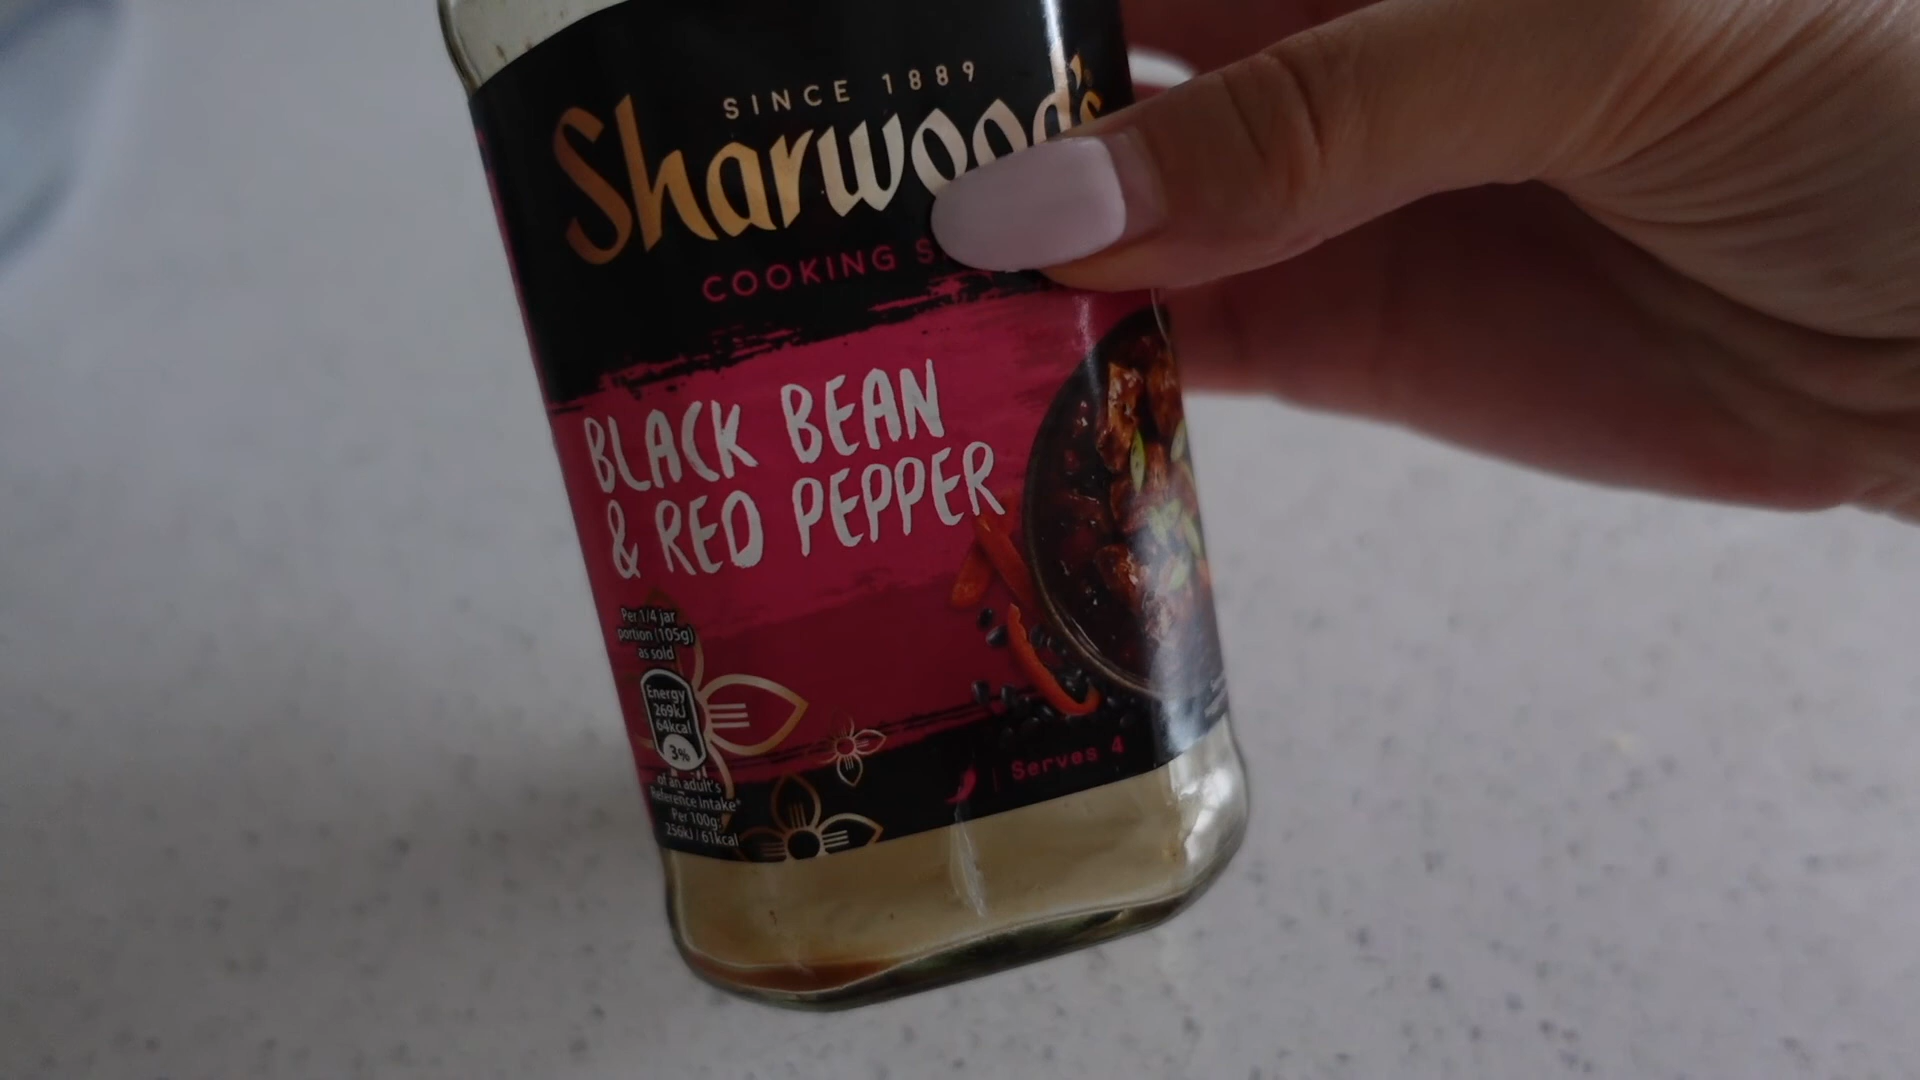 SINCE 1889
Sharwood's
COOKING
BLACK BEAN
& RED PEPPER
Per 1/4 jar
portion (105g)
as sold
Energy
269kJ
64kcal
3%
of an adult's
Reference Intake*
Per 100g:
256kJ / 61kcal
Serves 4